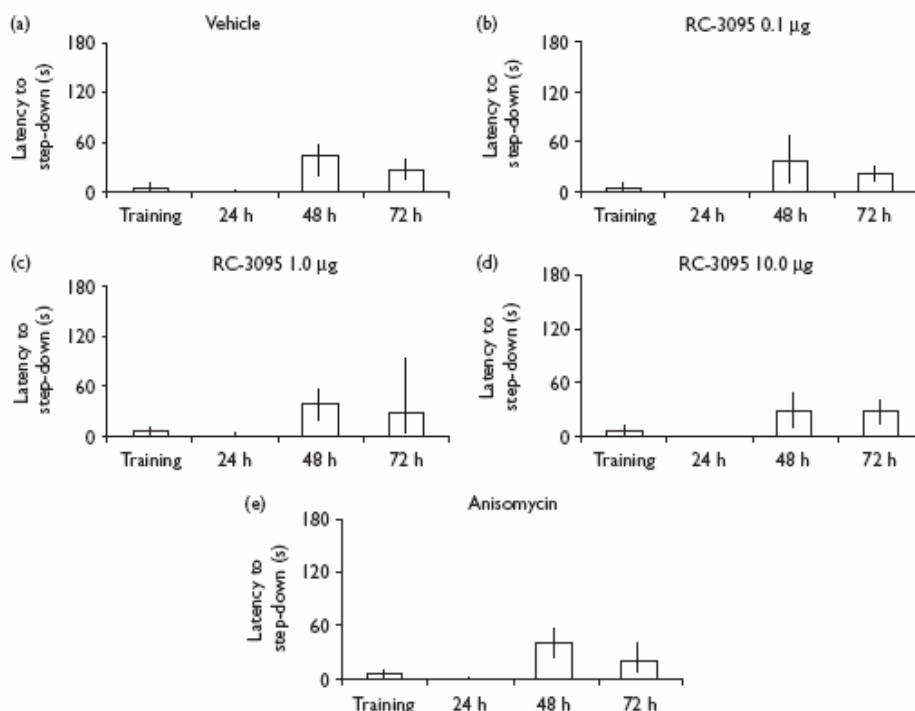 (a) Vehicle
Latency to
step-down (s)
180
120
60
0
Training 24 h 48 h 72 h
(b) RC-3095 0.1 µg
Latency to
step-down (s)
180
120
60
0
Training 24 h 48 h 72 h
(c) RC-3095 1.0 µg
Latency to
step-down (s)
180
120
60
0
Training 24 h 48 h 72 h
(d) RC-3095 10.0 µg
Latency to
step-down (s)
180
120
60
0
Training 24 h 48 h 72 h
(e) Anisomycin
Latency to
step-down (s)
180
120
60
0
Training 24 h 48 h 72 h